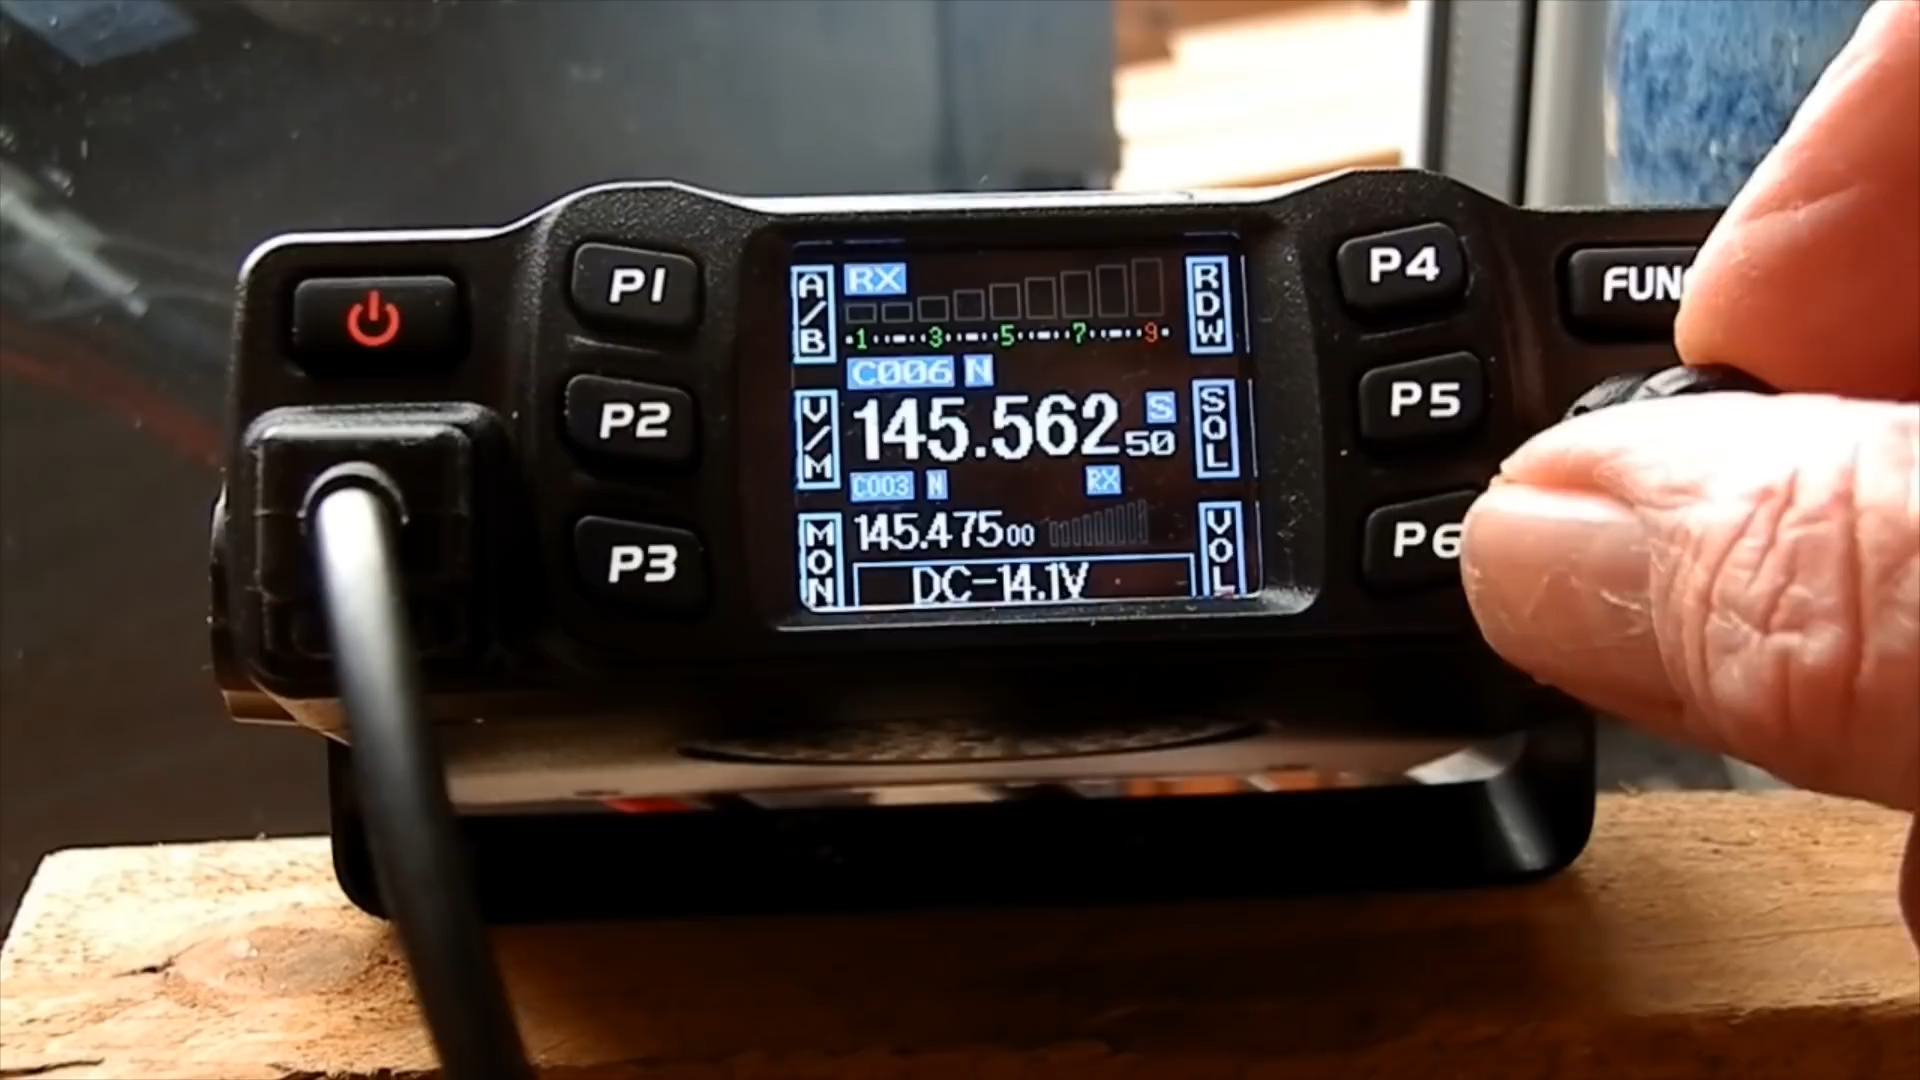 P1
P2
P3
A/B
RX
RDW
1 3 5 7 9
C006 N
V/M
145.562 50
S
SQL
C003 N RX
MON
145.475 00
VOL
DC-14.1V
P4
P5
P6